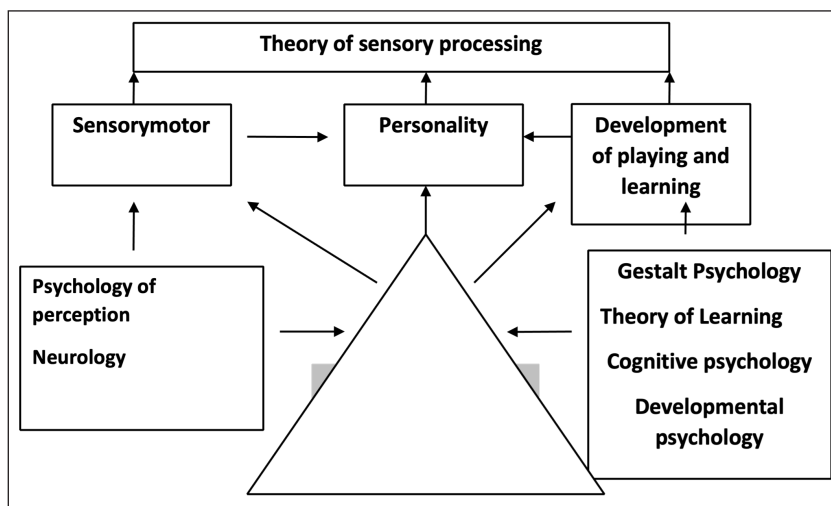 Theory of sensory processing
Sensorymotor
Personality
Development
of playing and
learning
Psychology of
perception
Neurology
Gestalt Psychology
Theory of Learning
Cognitive psychology
Developmental
psychology